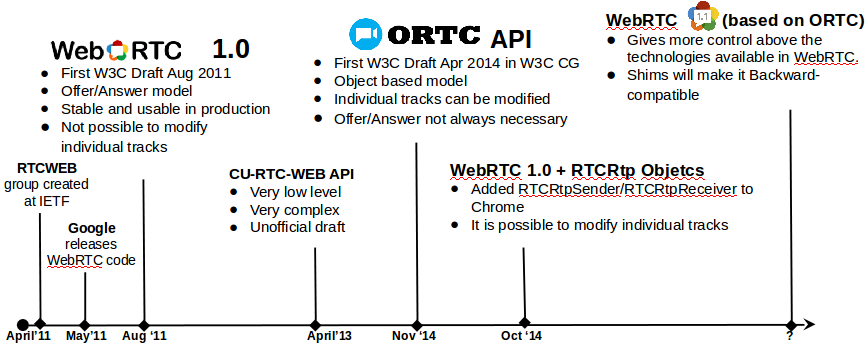 WebRTC 1.0
● First W3C Draft Aug 2011
● Offer/Answer model
● Stable and usable in production
● Not possible to modify
individual tracks
ORTC API
● First W3C Draft Apr 2014 in W3C CG
● Object based model
● Individual tracks can be modified
● Offer/Answer not always necessary
WebRTC 1.1 (based on ORTC)
● Gives more control above the
technologies available in WebRTC.
● Shims will make it Backward-
compatible
RTCWEB
group created
at IETF
Google
releases
WebRTC code
CU-RTC-WEB API
● Very low level
● Very complex
● Unofficial draft
WebRTC 1.0 + RTCRtp Objetcs
● Added RTCRtpSender/RTCRtpReceiver to
Chrome
● It is possible to modify individual tracks
April'11
May'11
Aug ‘11
April'13
Nov ‘14
Oct ‘14
?